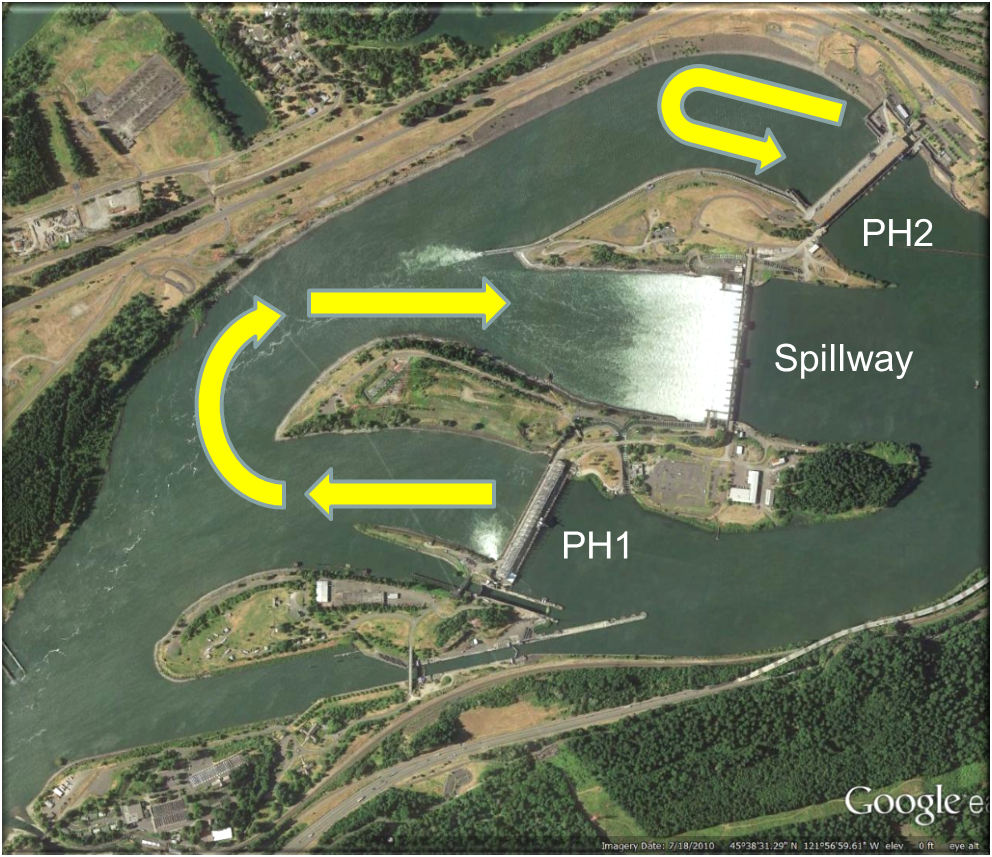 PH2
Spillway
PH1
Google ea
Imagery Date: 7/18/2010 45°38'31.29" N 121°56'59.61" W elev 0 ft eye alt